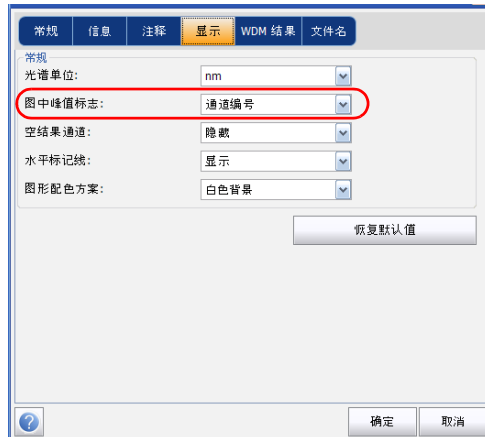 常规 信息 注释 显示 WDM 结果 文件名
常规
光谱单位: nm
图中峰值标志: 通道编号
空结果通道: 隐藏
水平标记线: 显示
图形配色方案: 白色背景
恢复默认值
? 确定 取消